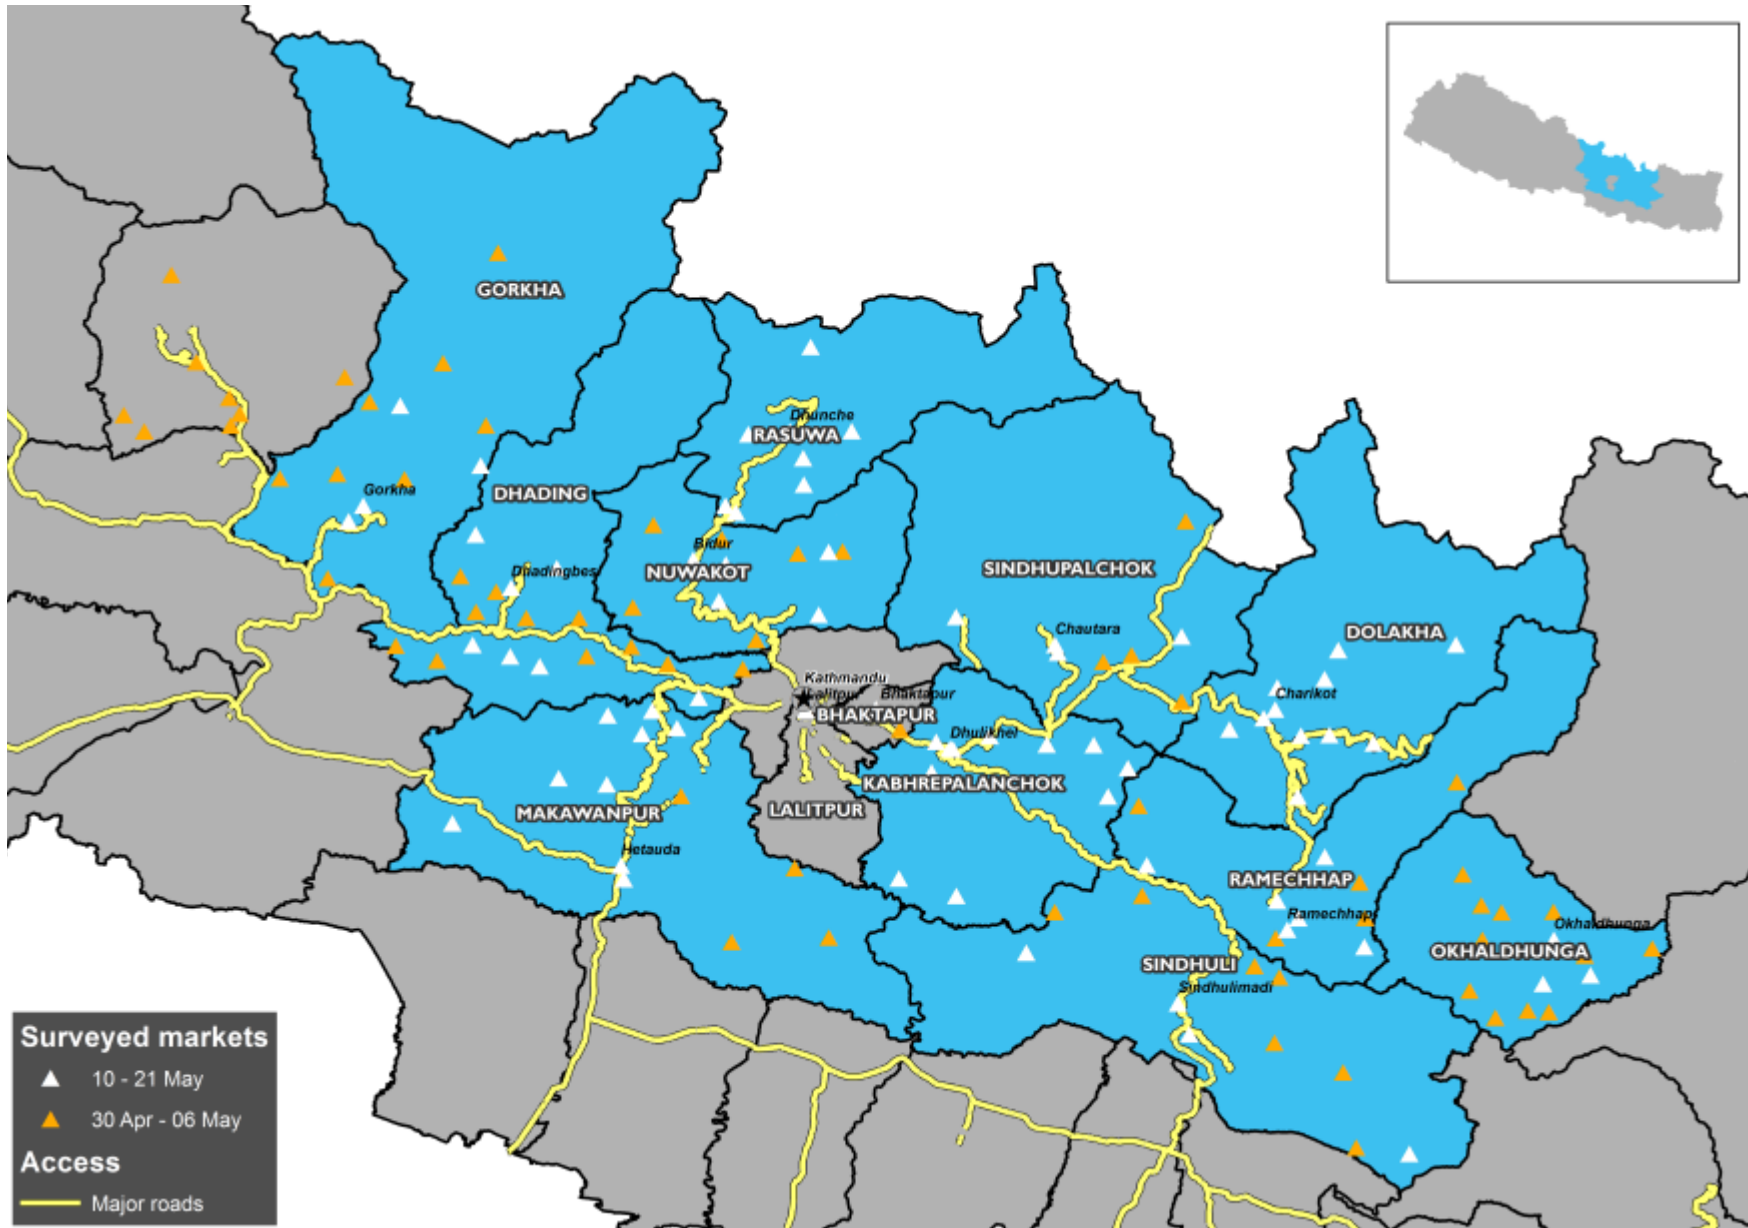 GORKHA
Dhunche
RASUWA
Gorkha
DHADING
Bidur
NUWAKOT
Dhadingbes
SINDHUPALCHOK
Chautara
DOLAKHA
Kathmandu
Lalitpur
Bhaktapur
BHAKTAPUR
Charikot
Dhulikhel
KABHREPALANCHOK
MAKAWANPUR
LALITPUR
Hetauda
RAMECHHAP
Ramechhap
Okhaldhunga
OKHALDHUNGA
SINDHULI
Sindhulimadi
Surveyed markets
10 - 21 May
30 Apr - 06 May
Access
Major roads